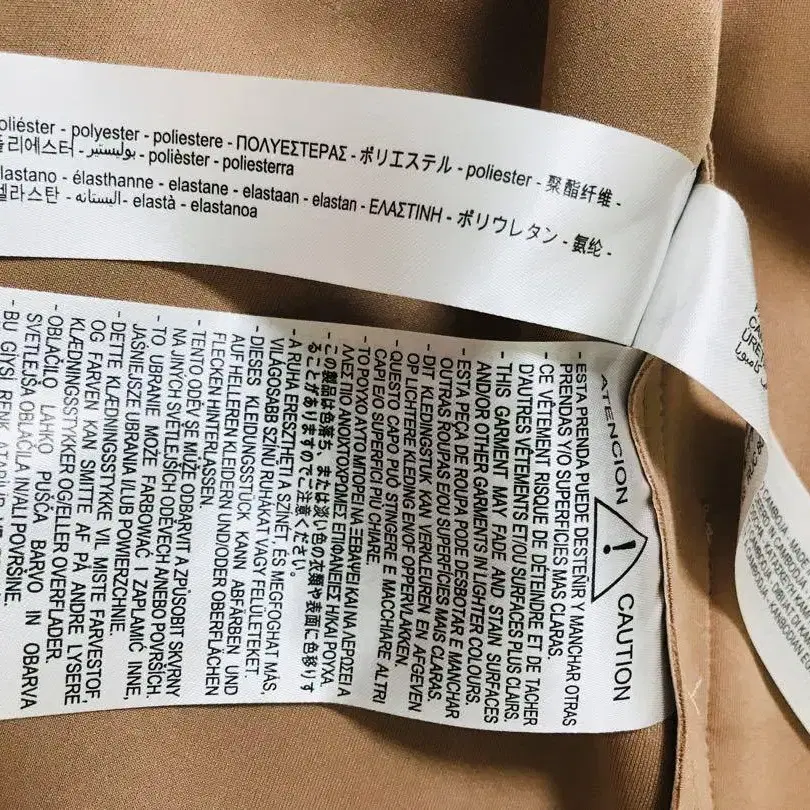 poliéster - polyester - poliestere - ΠΟΛΥΕΣΤΕΡΑΣ - ポリエステル - poliester - 聚酯纤维 -
폴리에스터 - بوليستير - polièster - poliesterra
elastano - élasthanne - elastane - elastaan - elastan - ΕΛΑΣΤΙΝΗ - ポリウレタン - 氨纶 -
엘라스탄 - الیستانه - elastà - elastanoa
ATENCION CAUTION
- ESTA PRENDA PUEDE DESTEÑIR Y MANCHAR OTRAS
PRENDAS Y/O SUPERFICIES MAS CLARAS.
- CE VÊTEMENT RISQUE DE DÉTEINDRE ET DE TACHER
D'AUTRES VÊTEMENTS ET/OU SURFACES PLUS CLAIRS.
- THIS GARMENT MAY FADE AND STAIN SURFACES
AND/OR OTHER GARMENTS IN LIGHTER COLOURS.
- ESTA PEÇA DE ROUPA PODE DESBOTAR E MANCHAR
OUTRAS ROUPAS E/OU SUPERFÍCIES MAIS CLARAS.
- DIT KLEDINGSTUK KAN VERKLEUREN EN AFGEVEN
OP LICHTERE KLEDING EN/OF OPPERVLAKKEN.
- QUESTO CAPO PUÒ STINGERE E MACCHIARE ALTRI
CAPI E/O SUPERFICI PIÙ CHIARE.
- ΤΟ ΡΟΥΧΟ ΑΥΤΟ ΜΠΟΡΕΙ ΝΑ ΞΕΒΑΨΕΙ ΚΑΙ ΝΑ ΛΕΡΩΣΕΙ Α
ΛΛΕΣ ΠΙΟ ΑΝΟΙΧΤΟΧΡΩΜΕΣ ΕΠΙΦΑΝΕΙΕΣ Η/ΚΑΙ ΡΟΥΧΑ.
- この製品は色落ち、または淡い色の衣類や表面に色移りす
ることがありますのでご注意ください。
- A RUHA ERESZTHETI A SZÍNÉT, ÉS MEGFOGHAT MÁS,
VILÁGOSABB SZÍNŰ RUHÁKAT VAGY FELÜLETEKET.
- DIESES KLEIDUNGSSTÜCK KANN ABFÄRBEN UND
AUF HELLEREN KLEIDERN UND/ODER OBERFLÄCHEN
FLECKEN HINTERLASSEN.
- TENTO ODĚV SE MŮŽE ODBARVIT A ZPŮSOBIT SKVRNY
NA JINÝCH SVĚTLEJŠÍCH ODĚVECH ANEBO POVRŠÍCH.
- TO UBRANIE MOŻE FARBOWAĆ I ZAPLAMIĆ INNE,
JAŚNIEJSZE UBRANIA I/LUB POWIERZCHNIE.
- DETTE KLÆDNINGSSTYKKE VIL MISTE FARVESTOF,
OG FARVEN KAN SMITTE AF PÅ ANDRE LYSERE
KLÆDNINGSSTYKKER OG/ELLER OVERFLADER.
- OBLAČILO LAHKO PUŠČA BARVO IN OBARVA
SVETLEJŠA OBLAČILA IN/ALI POVRŠINE.
- BU GİYSİ RENK